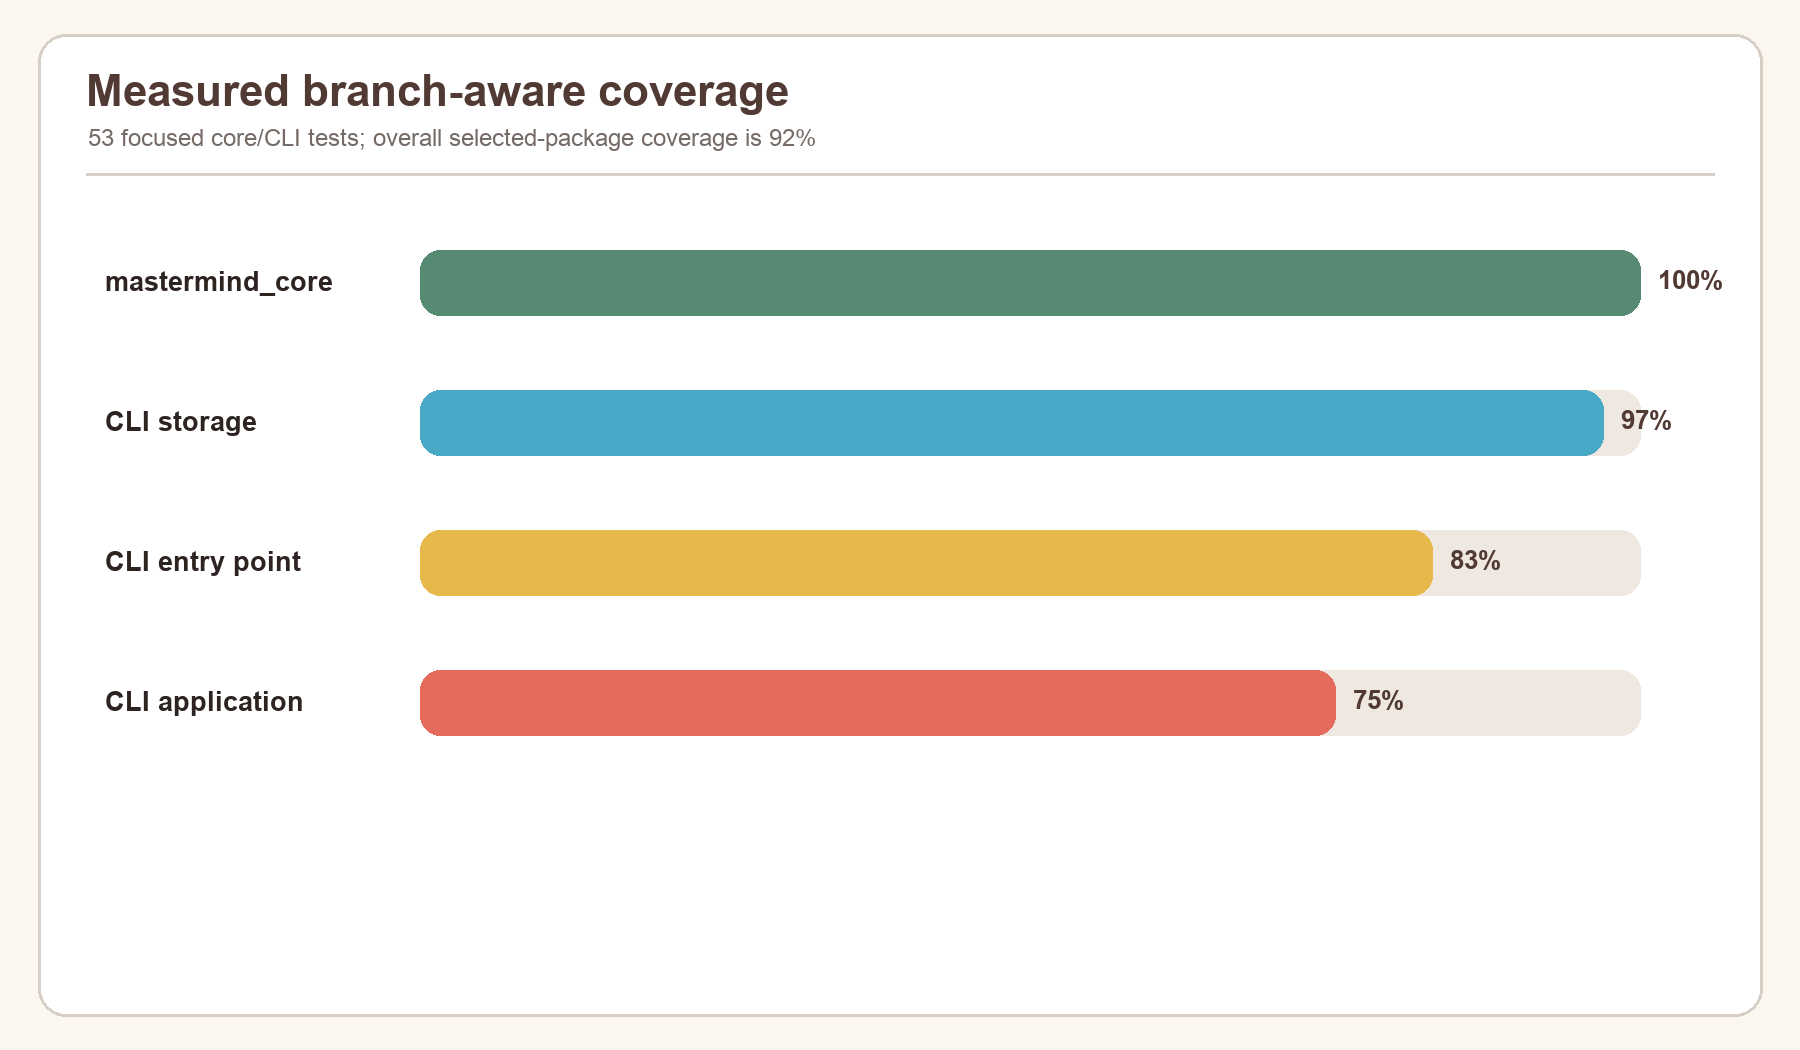 Measured branch-aware coverage
53 focused core/CLI tests; overall selected-package coverage is 92%
mastermind_core 100%
CLI storage 97%
CLI entry point 83%
CLI application 75%